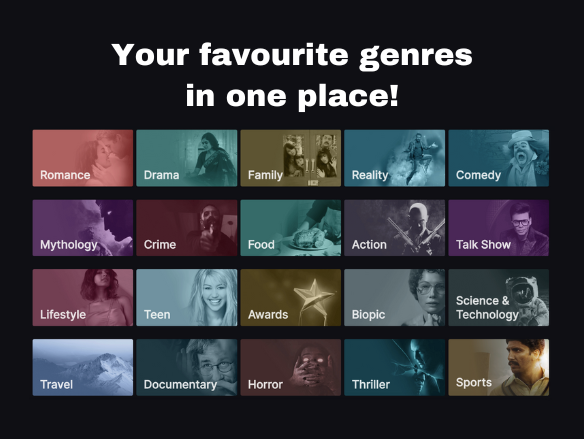 Your favourite genres
in one place!
Romance
Drama
Family
Reality
Comedy
Mythology
Crime
Food
Action
Talk Show
Lifestyle
Teen
Awards
Biopic
Science &
Technology
Travel
Documentary
Horror
Thriller
Sports